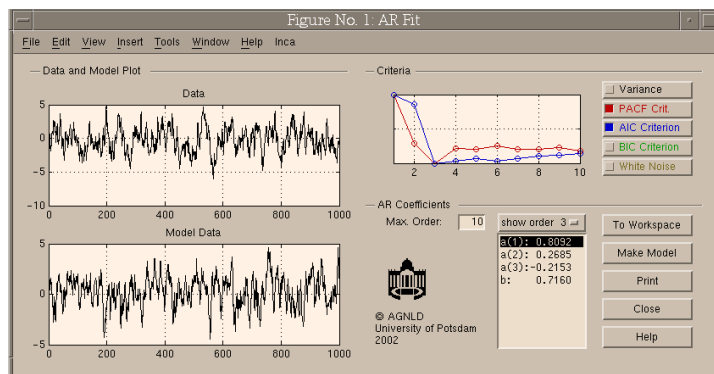 Figure No. 1: AR Fit
File Edit View Insert Tools Window Help Inca
Data and Model Plot
Data
5
0
-5
-10
0 200 400 600 800 1000
Model Data
5
0
-5
0 200 400 600 800 1000
Criteria
2 4 6 8 10
Variance
PACF Crit.
AIC Criterion
BIC Criterion
White Noise
AR Coefficients
Max. Order: 10
show order 3
a(1): 0.8092
a(2): 0.2685
a(3):-0.2153
b: 0.7160
© AGNLD
University of Potsdam
2002
To Workspace
Make Model
Print
Close
Help